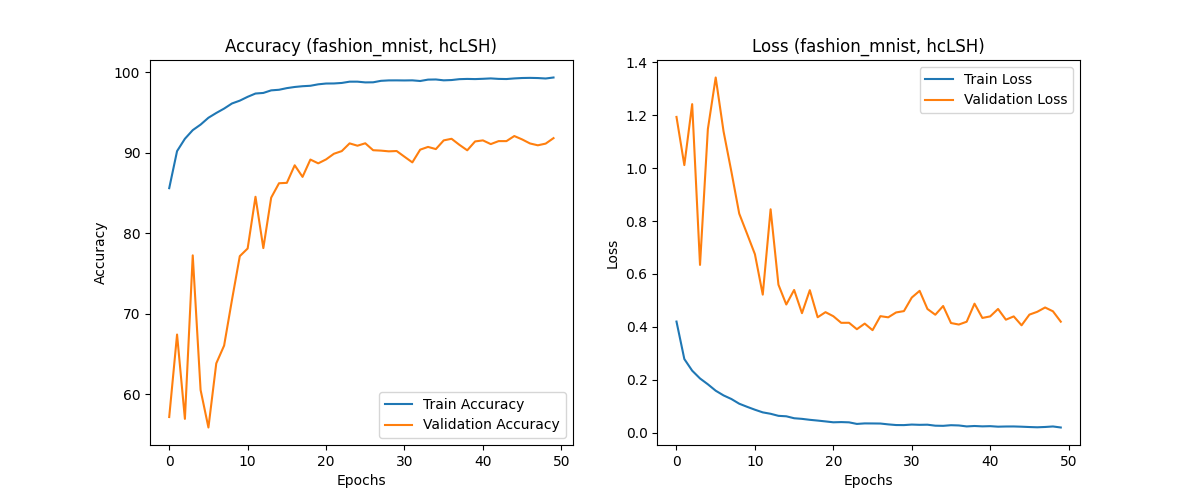 Accuracy (fashion_mnist, hcLSH)
100
90
80
70
60
Accuracy
0 10 20 30 40 50
Epochs
Train Accuracy
Validation Accuracy
Loss (fashion_mnist, hcLSH)
1.4
1.2
1.0
0.8
0.6
0.4
0.2
0.0
Loss
0 10 20 30 40 50
Epochs
Train Loss
Validation Loss